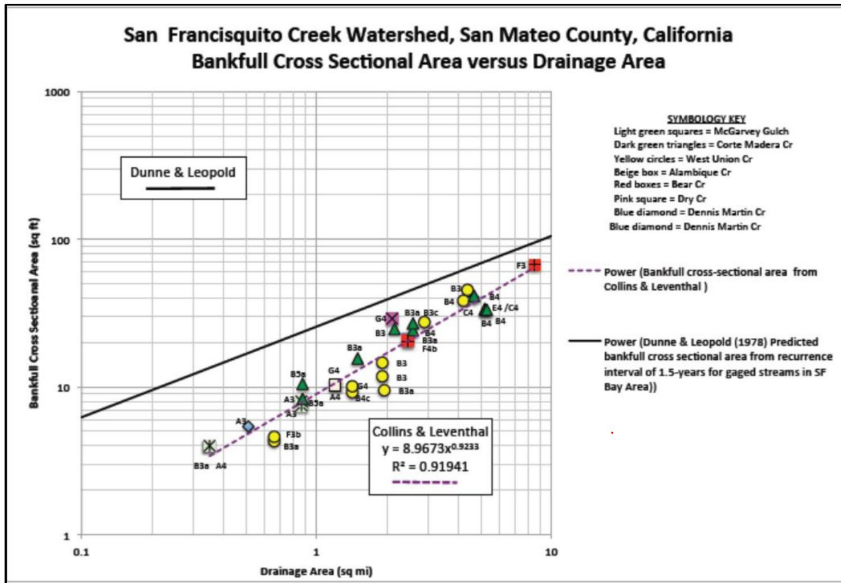 San Francisquito Creek Watershed, San Mateo County, California
Bankfull Cross Sectional Area versus Drainage Area
1000
100
10
1
Bankfull Cross Sectioanal Area (sq ft)
Dunne & Leopold
F3
B3
B4
B4
C4
E4 /C4
B4
B4
G4
B3a
B3c
B3
B4
B3a
F4b
B3a
B3
B3
B5a
G4
G4
A3
B5a
A3
A4
B4c
A3
F3b
B3a
B3a
A4
Collins & Leventhal
y = 8.9673x^0.9233
R² = 0.91941
0.1
1
10
Drainage Area (sq mi)
SYMBOLOGY KEY
Light green squares = McGarvey Gulch
Dark green triangles = Corte Madera Cr
Yellow circles = West Union Cr
Beige box = Alambique Cr
Red boxes = Bear Cr
Pink square = Dry Cr
Blue diamond = Dennis Martin Cr
Blue diamond = Dennis Martin Cr
Power (Bankfull cross-sectional area from
Collins & Leventhal )
Power (Dunne & Leopold (1978) Predicted
bankfull cross sectional area from recurrence
interval of 1.5-years for gaged streams in SF
Bay Area))